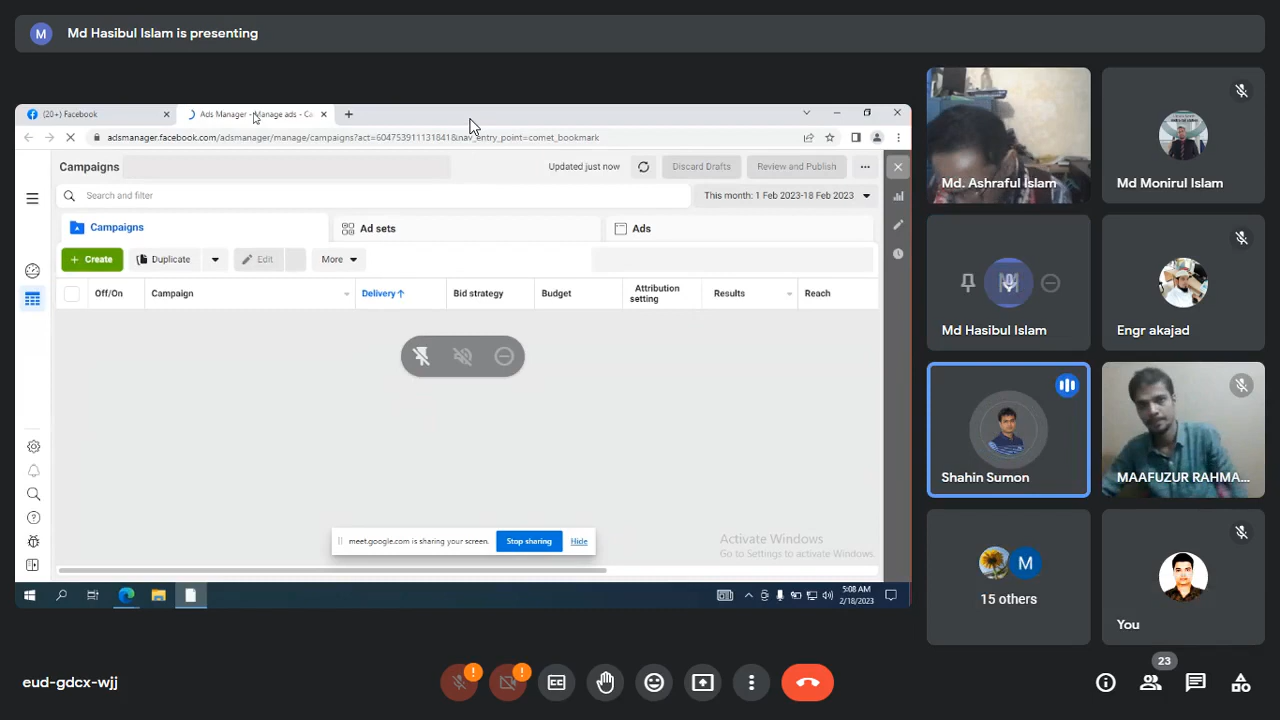 M Md Hasibul Islam is presenting
(20+) Facebook
Ads Manager - Manage ads - Ca
adsmanager.facebook.com/adsmanager/manage/campaigns?act=604753911131841&nav_entry_point=comet_bookmark
Campaigns
Updated just now
Discard Drafts
Review and Publish
Search and filter
This month: 1 Feb 2023-18 Feb 2023
Campaigns
Ad sets
Ads
+ Create
Duplicate
Edit
More
Off/On
Campaign
Delivery ↑
Bid strategy
Budget
Attribution
setting
Results
Reach
meet.google.com is sharing your screen.
Stop sharing
Hide
Activate Windows
Go to Settings to activate Windows.
5:08 AM
2/18/2023
Md. Ashraful Islam
Md Monirul Islam
Md Hasibul Islam
Engr akajad
Shahin Sumon
MAAFUZUR RAHMA...
M
15 others
You
eud-gdcx-wjj
CC
23